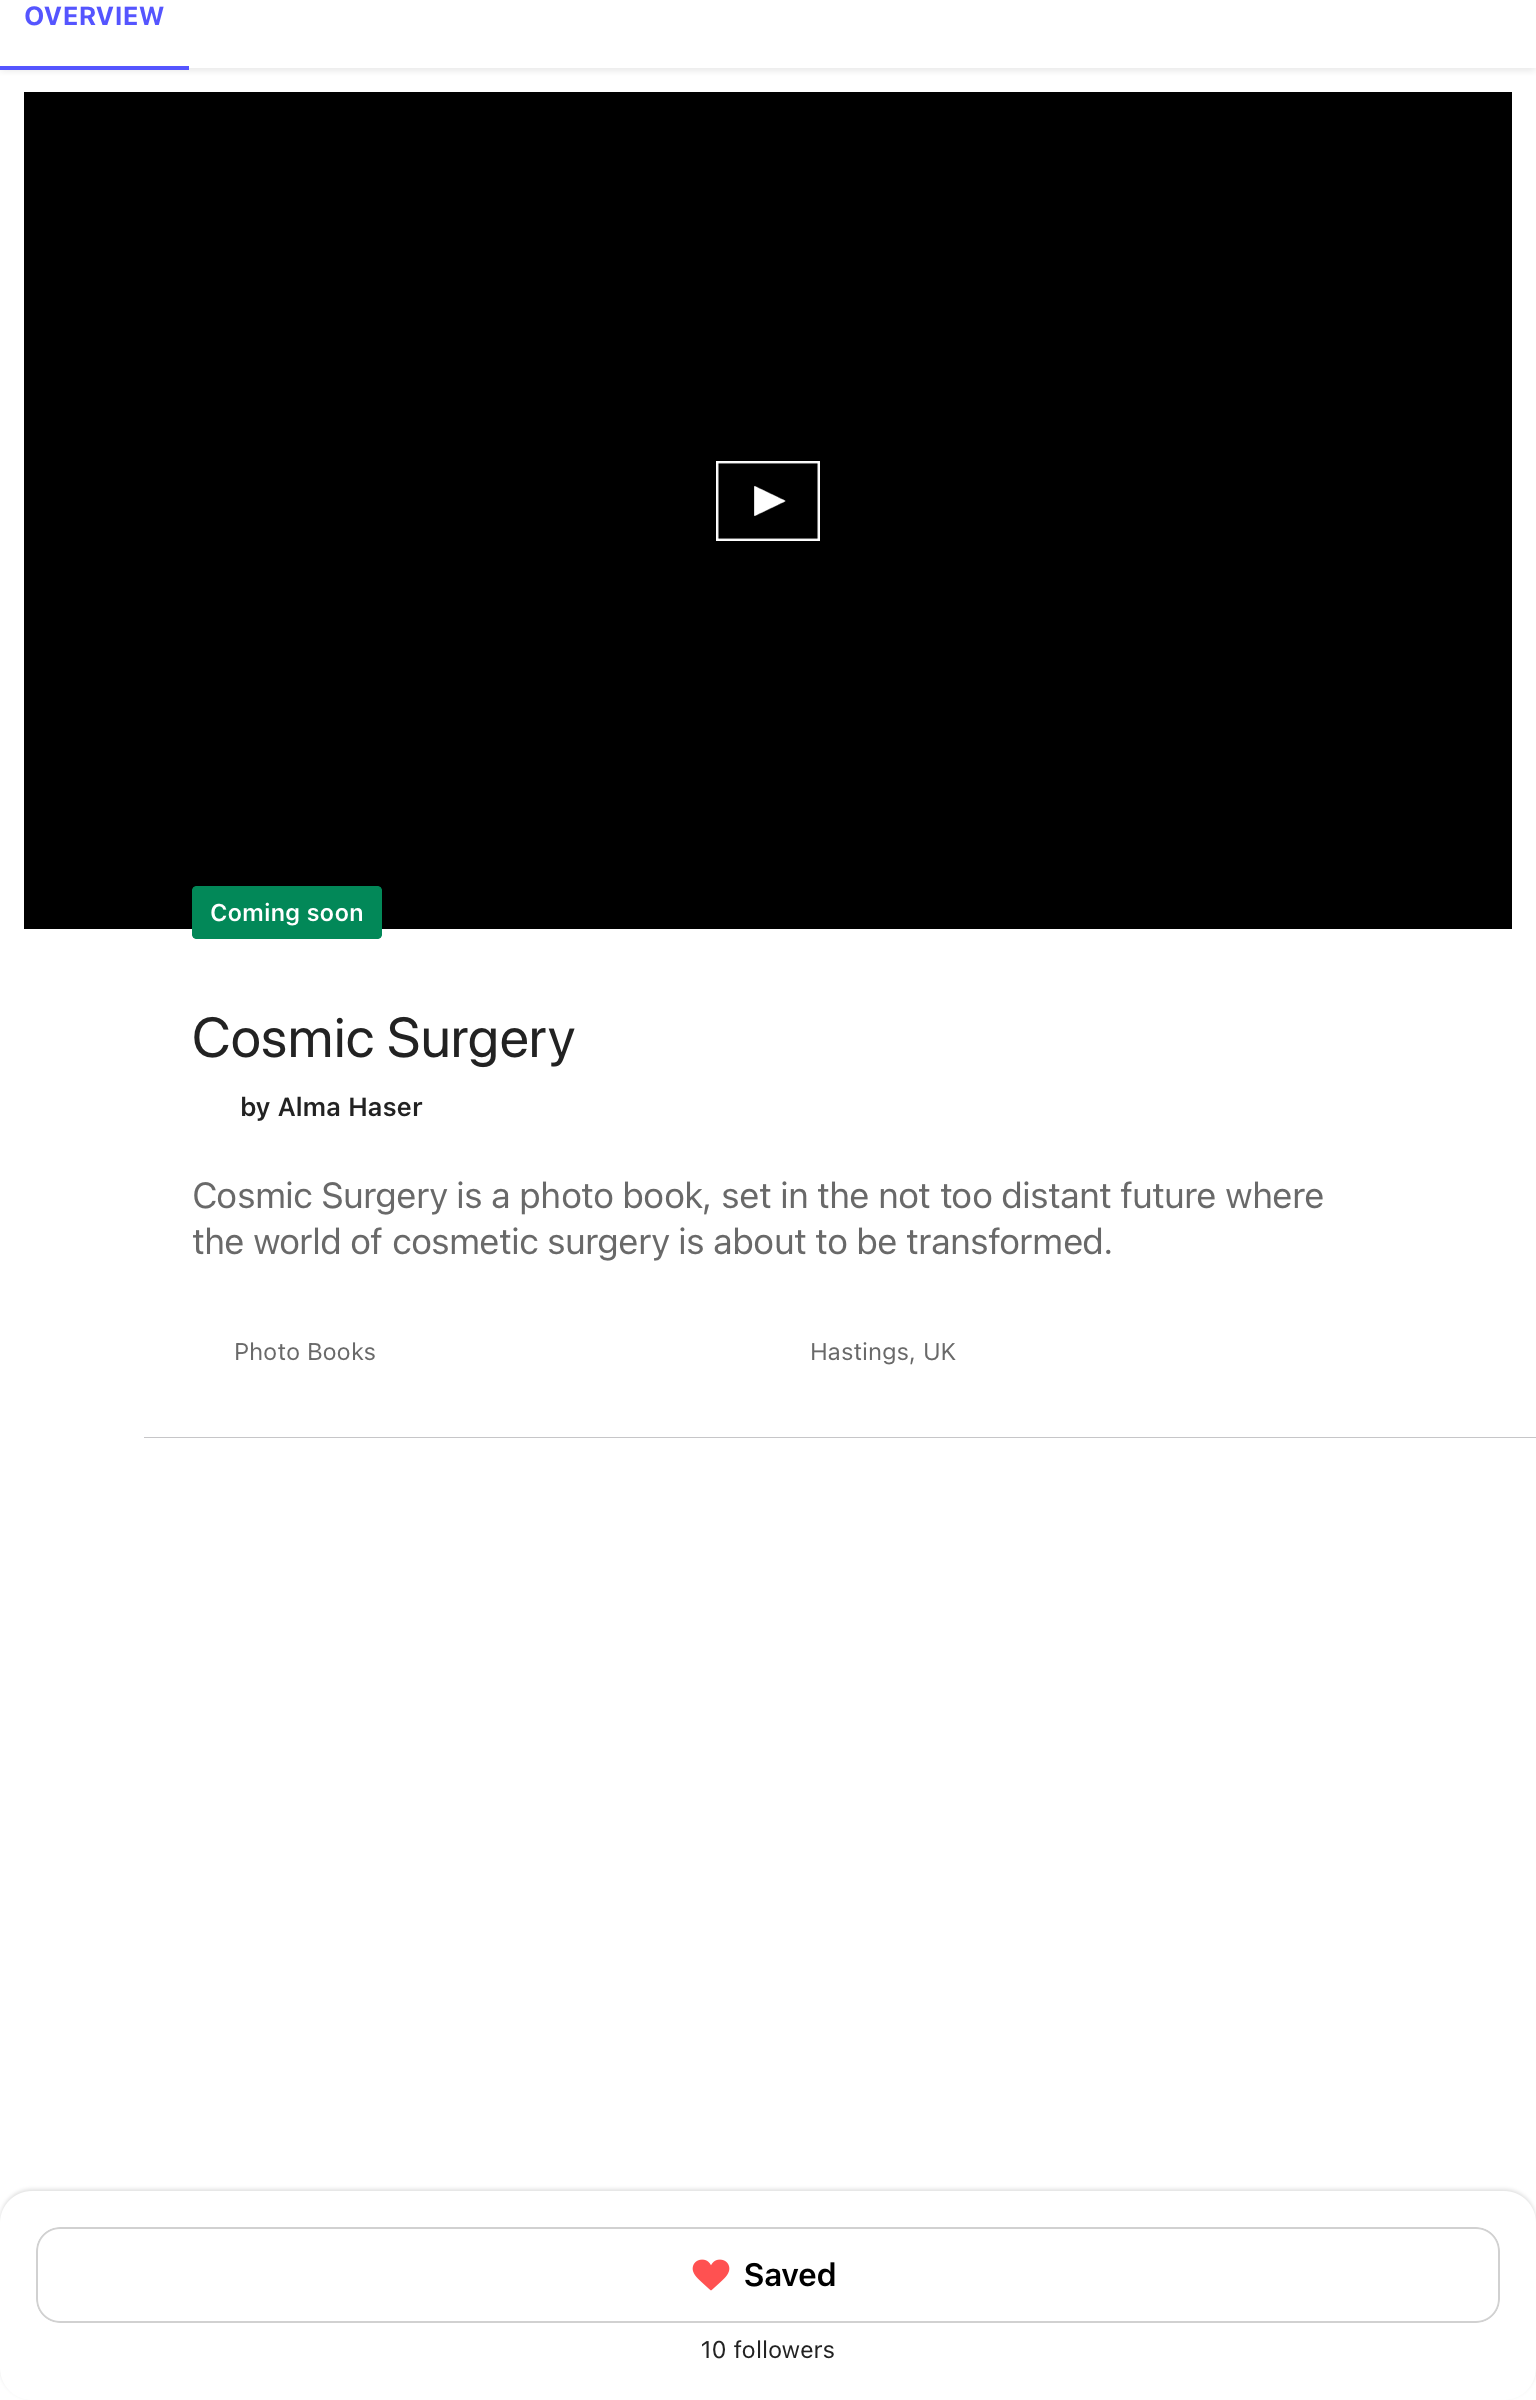 OVERVIEW
Coming soon
Cosmic Surgery
by Alma Haser
Cosmic Surgery is a photo book, set in the not too distant future where
the world of cosmetic surgery is about to be transformed.
Photo Books
Hastings, UK
Saved
10 followers